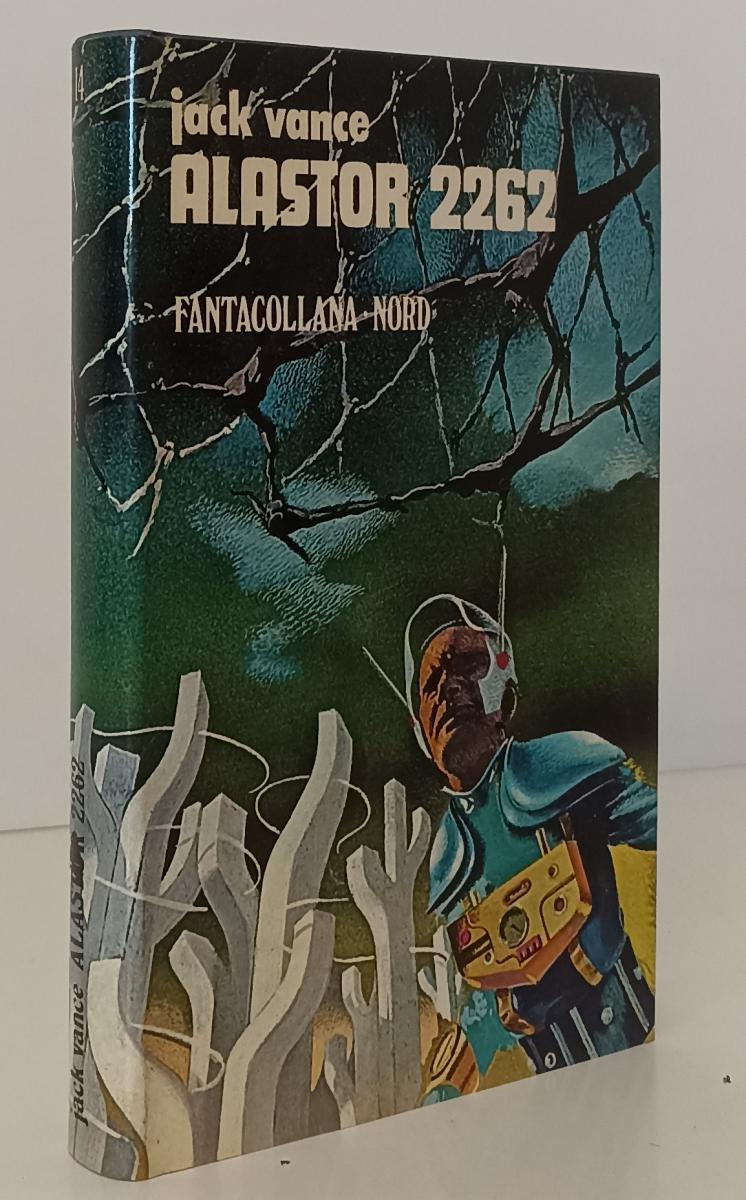 jack vance
ALASTOR 2262
FANTACOLLANA NORD
14
jack vance ALASTOR 2262